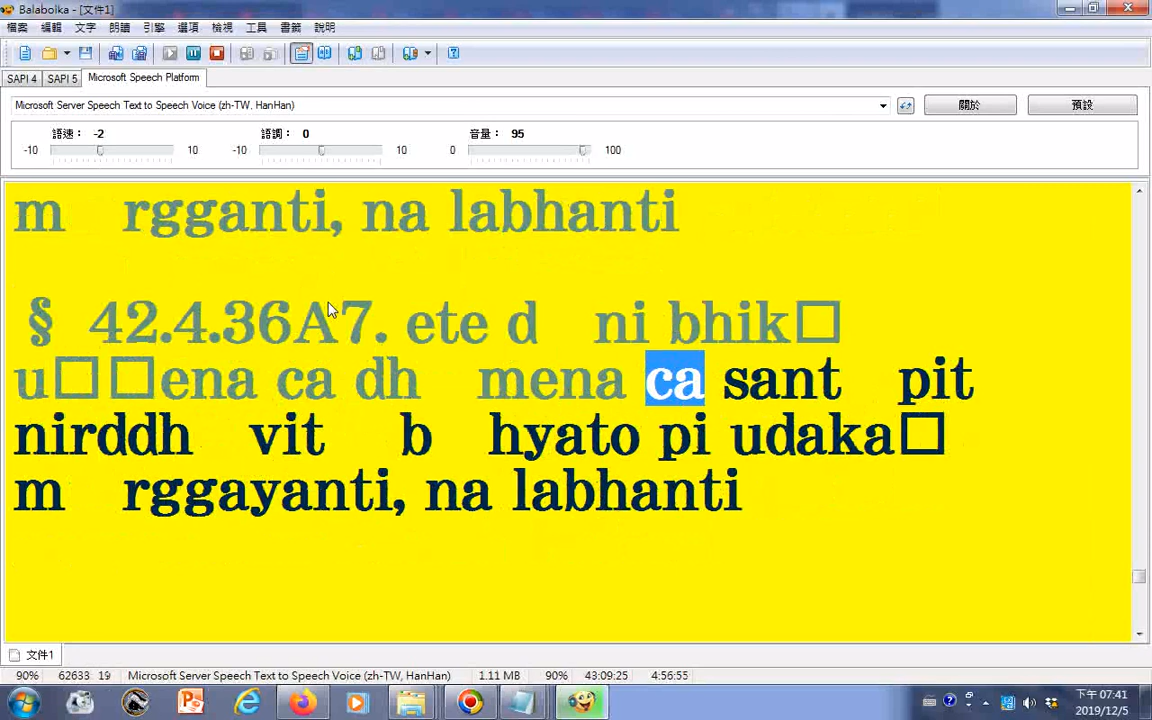 Balabolka - [文件1]
檔案 編輯 文字 朗讀 引擎 選項 檢視 工具 書籤 說明
SAPI 4 SAPI 5 Microsoft Speech Platform
Microsoft Server Speech Text to Speech Voice (zh-TW, HanHan) 關於 預設
語速： -2 語調： 0 音量： 95
-10 10 -10 10 0 100
m rgganti, na labhanti
§ 42.4.36A7. ete d ni bhik□
u□□ena ca dh mena ca sant pit
nirddh vit b hyato pi udaka□
m rggayanti, na labhanti
文件1
90% 62633 19 Microsoft Server Speech Text to Speech Voice (zh-TW, HanHan) 1.11 MB 90% 43:09:25 4:56:55
下午 07:41
2019/12/5